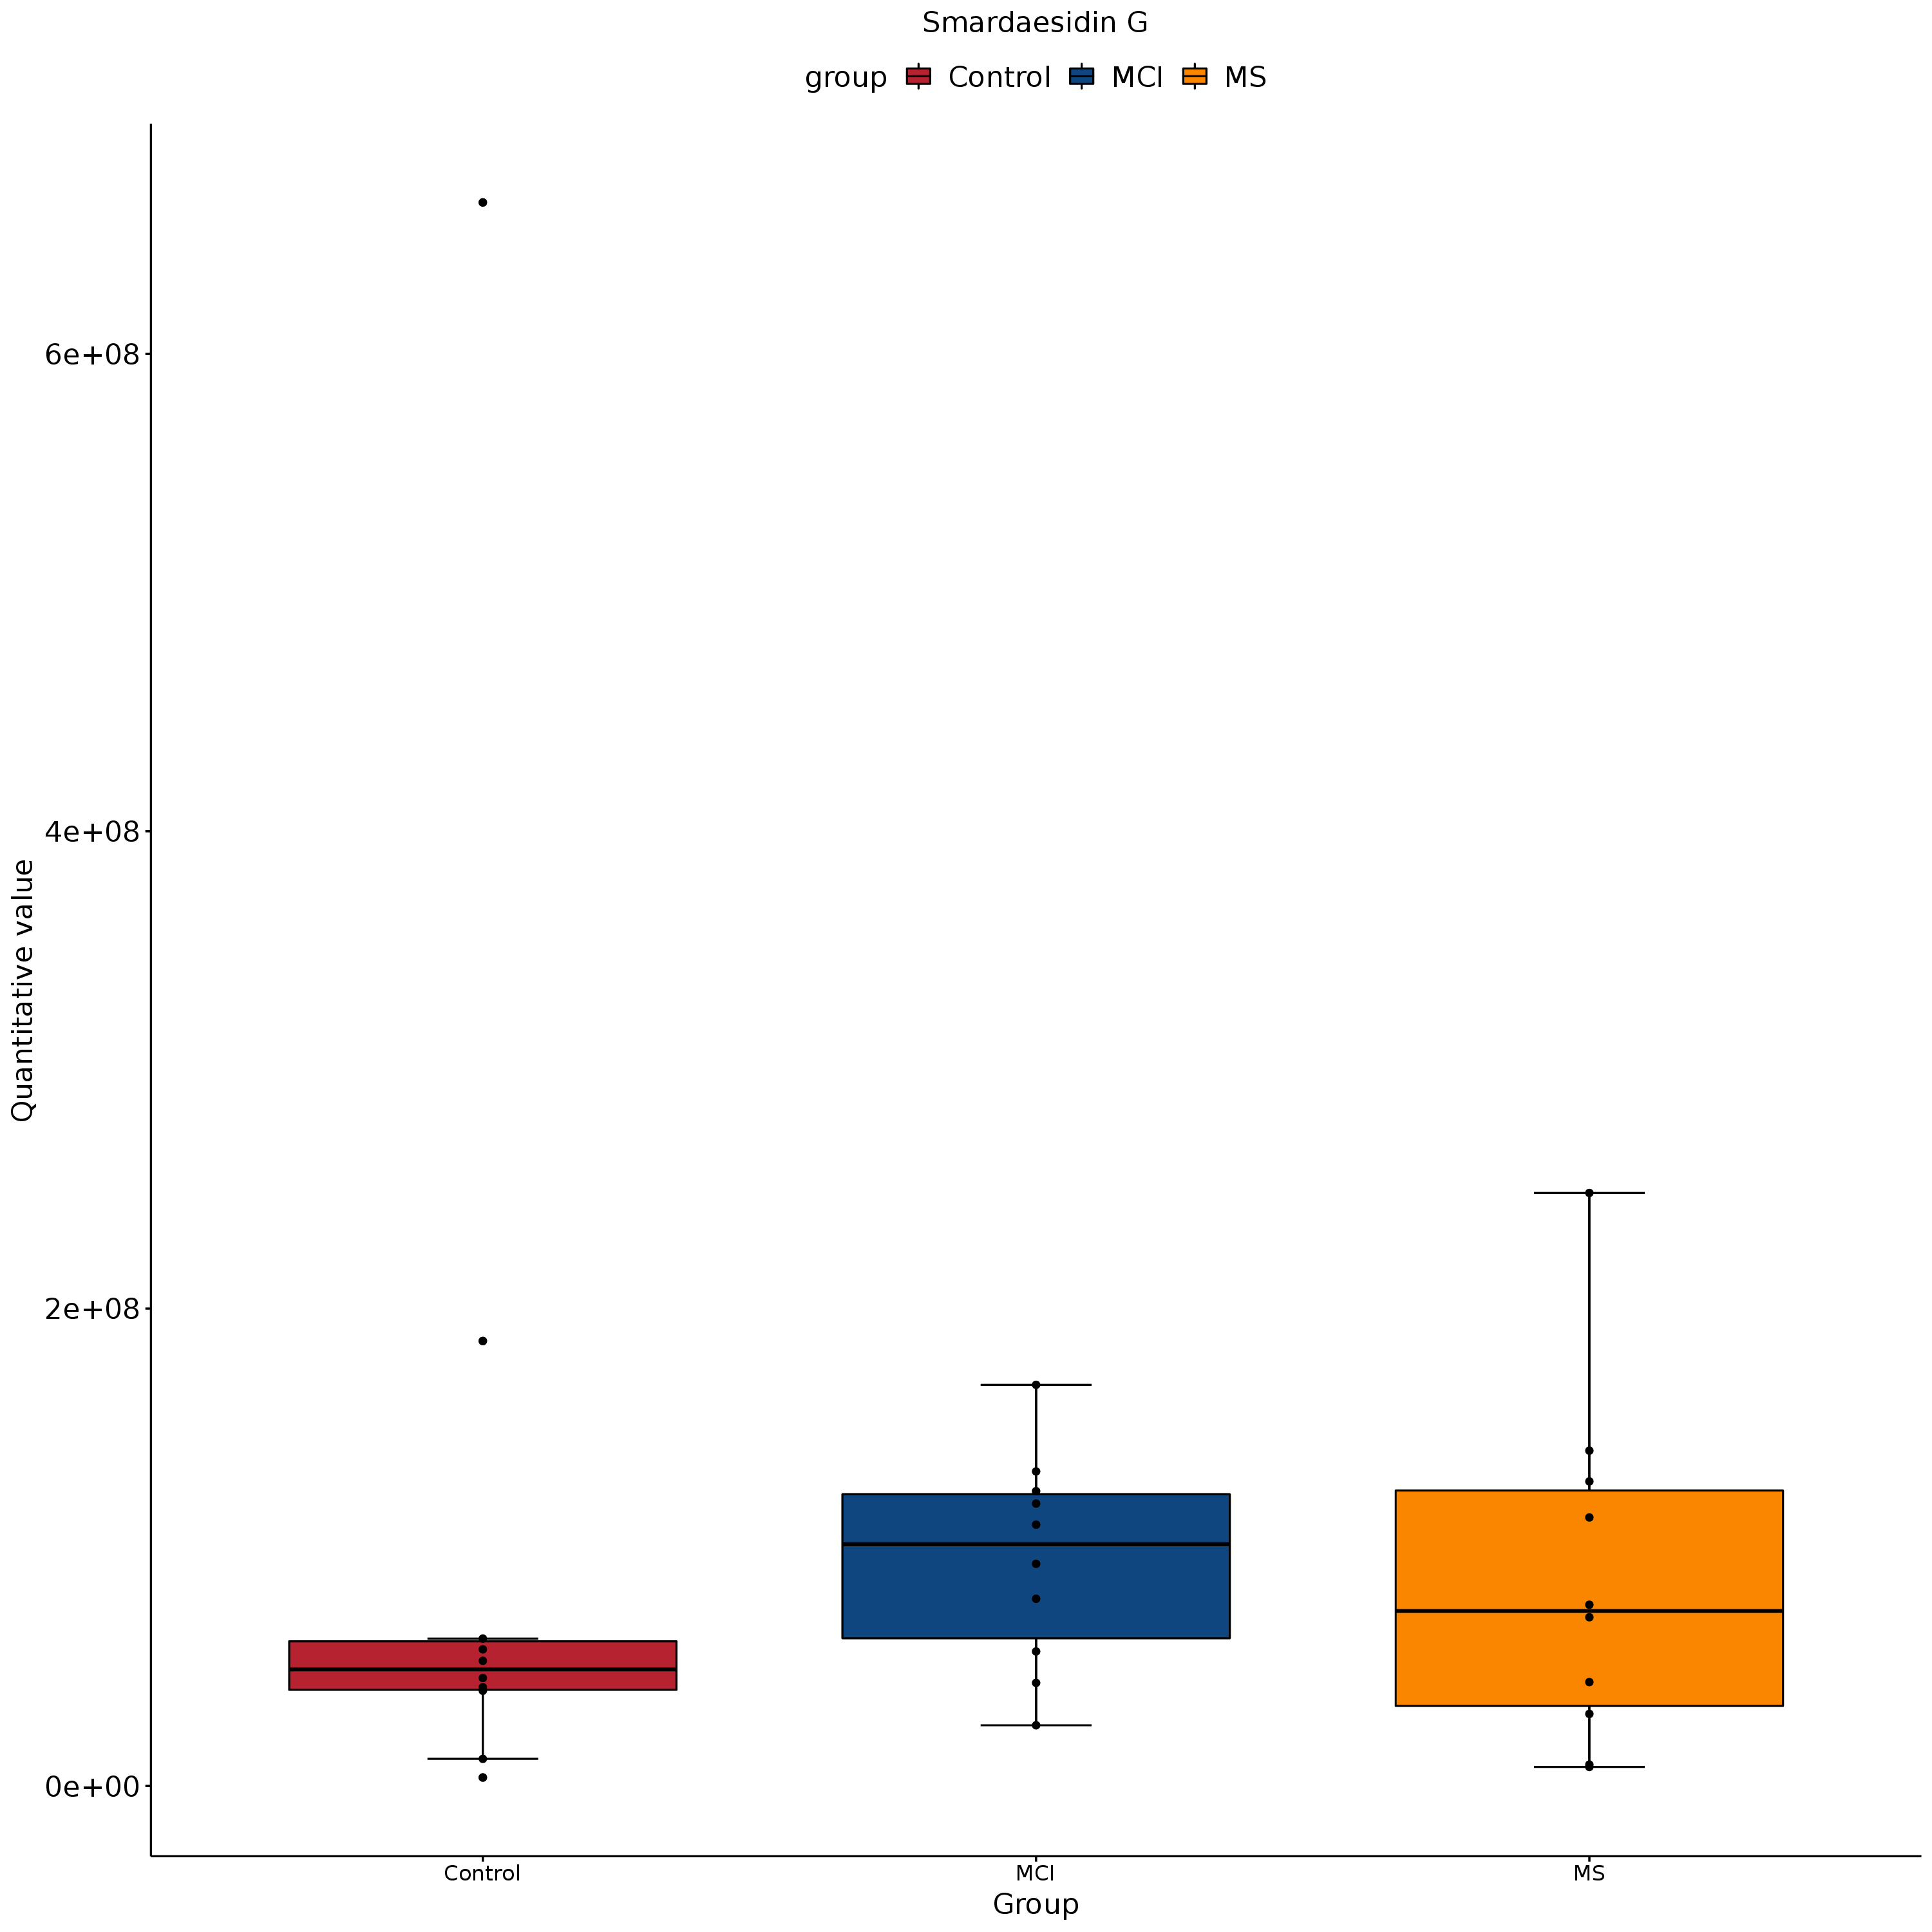 Smardaesidin G
group Control MCI MS
6e+08
4e+08
2e+08
0e+00
Quantitative value
Control MCI MS
Group